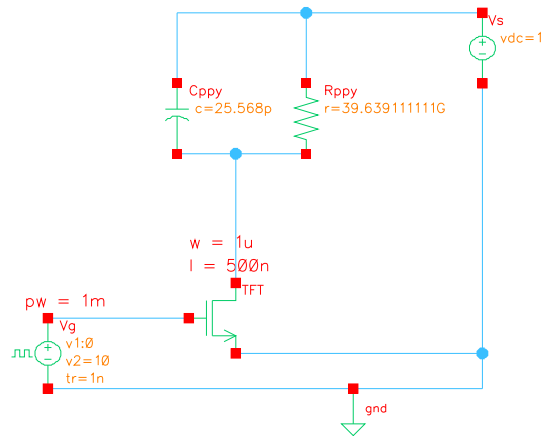 Vs
vdc=1
Cppy
c=25.568p
Rppy
r=39.639111111G
w = 1u
l = 500n
TFT
pw = 1m
Vg
v1:0
v2=10
tr=1n
gnd